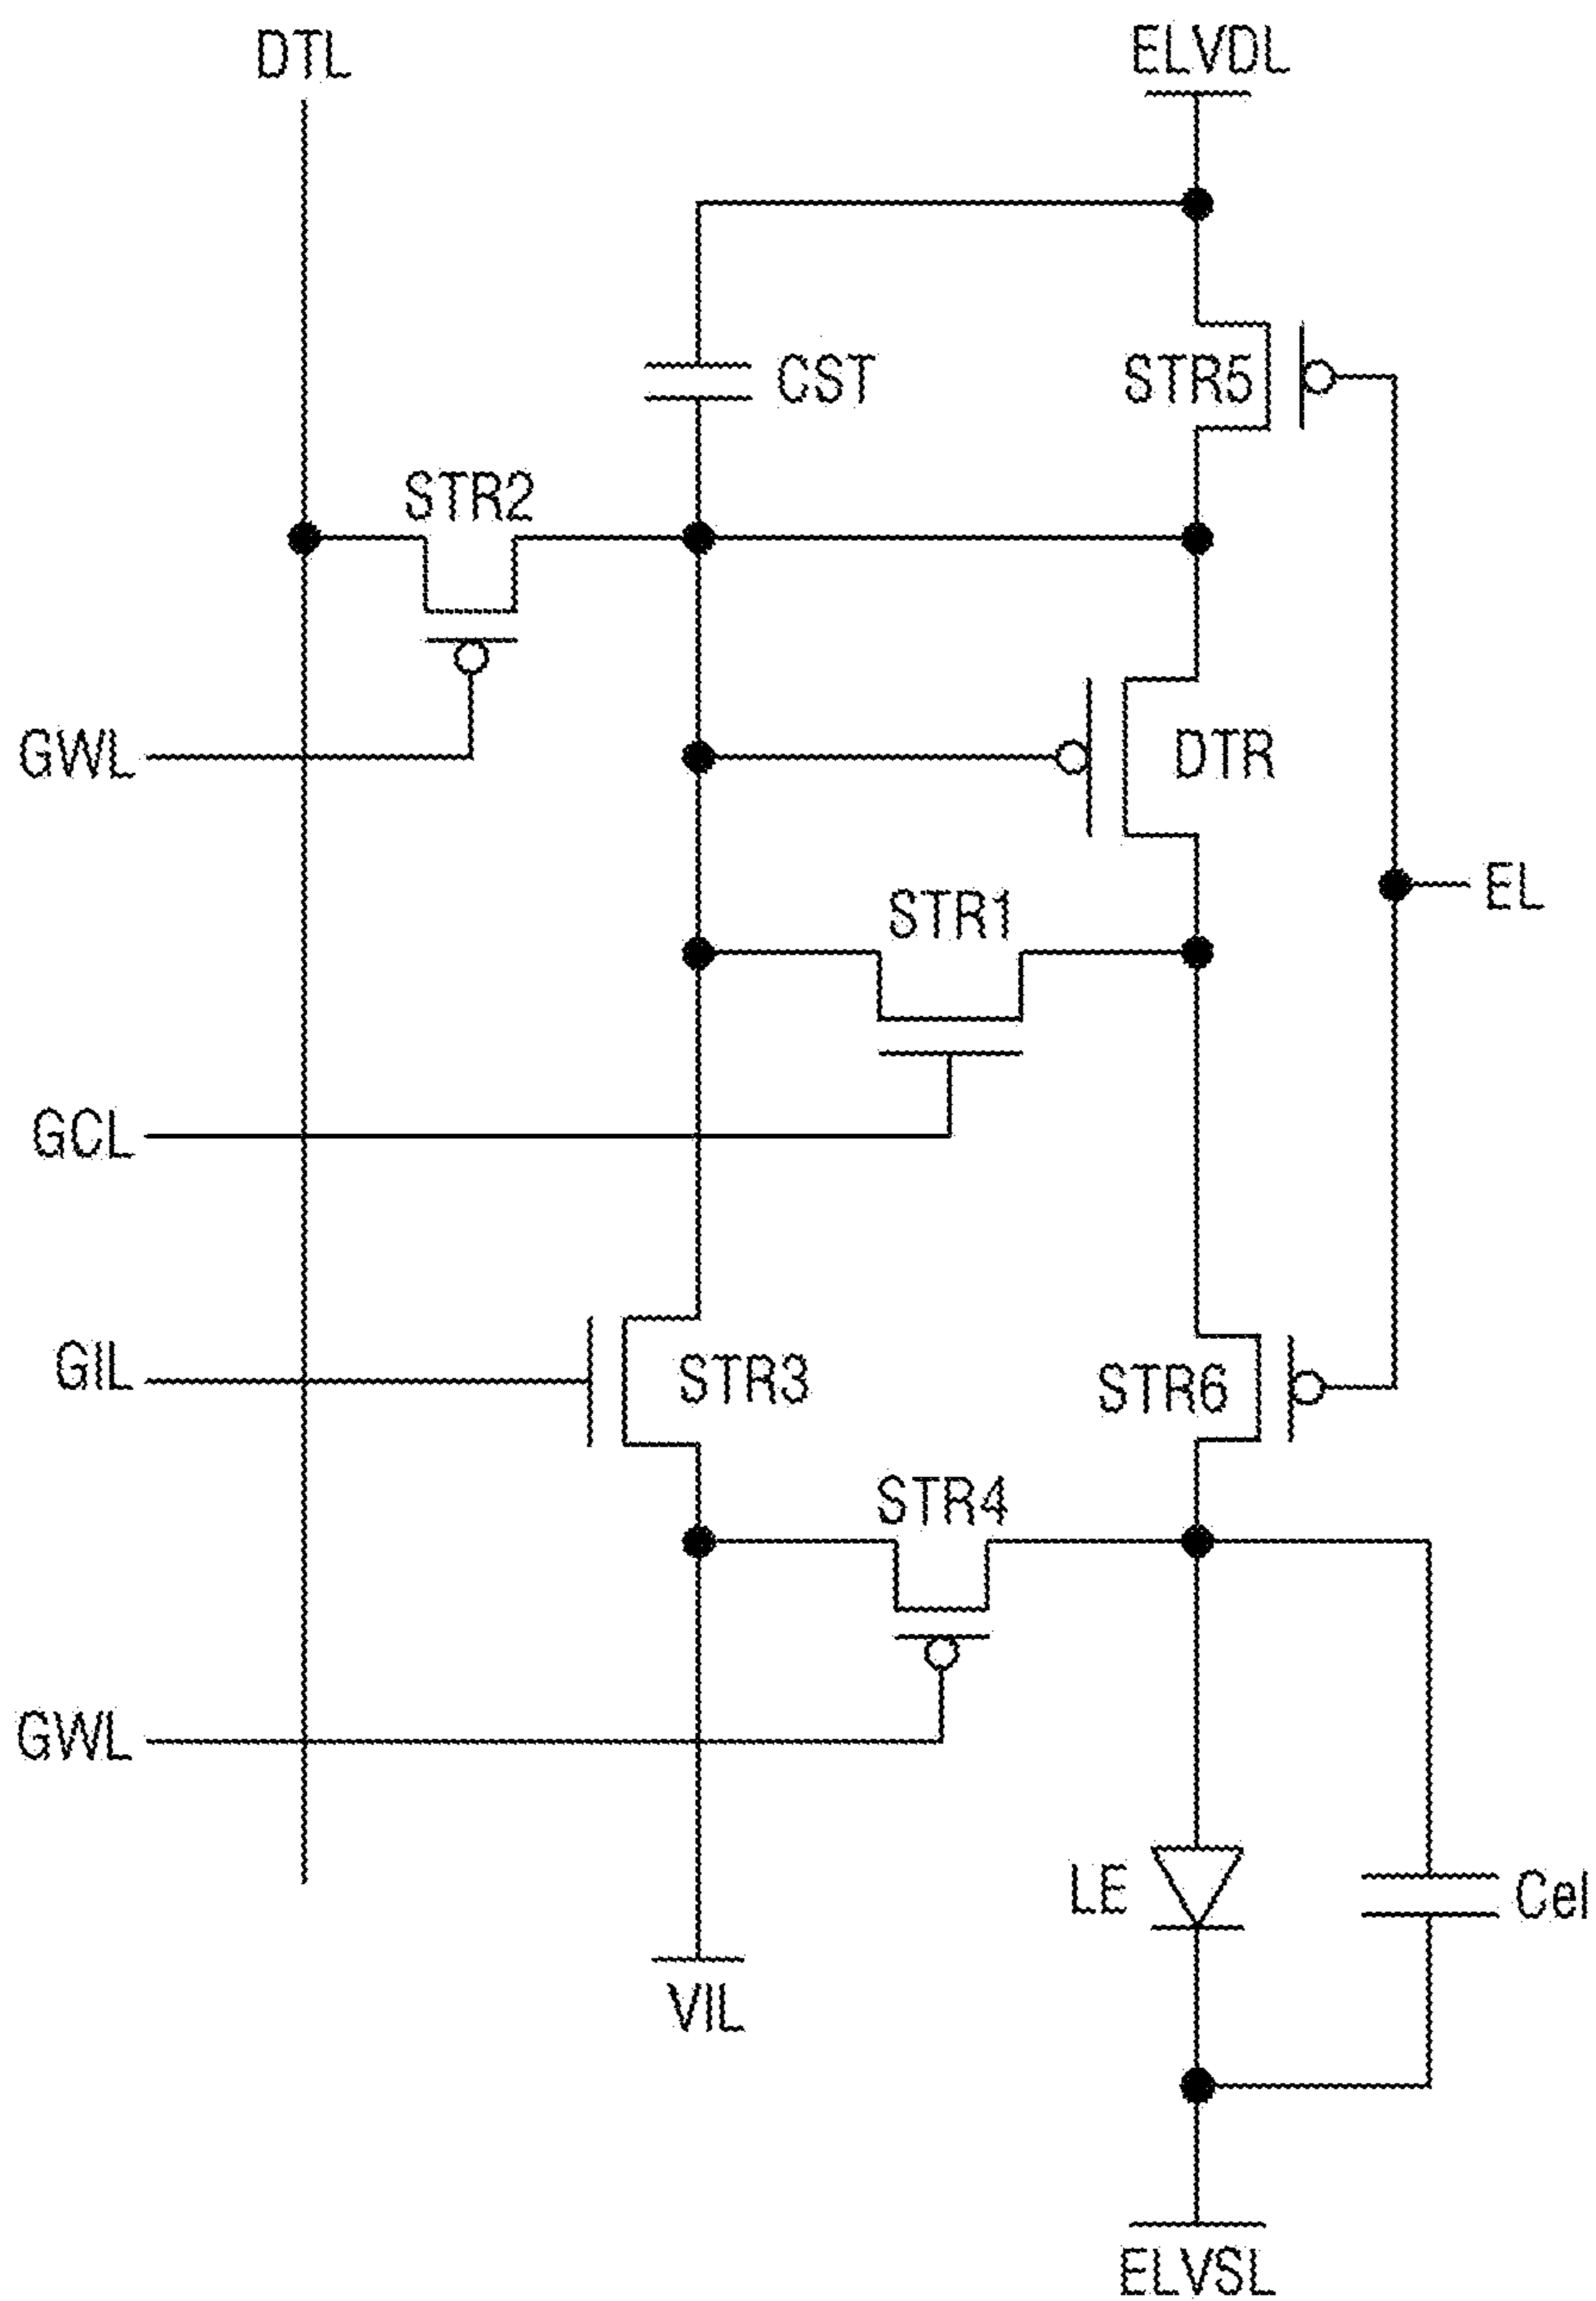 DTL
ELVDL
CST
STR5
STR2
GWL
DTR
EL
STR1
GCL
GIL
STR3
STR6
STR4
GWL
LE
Cel
VIL
ELVSL